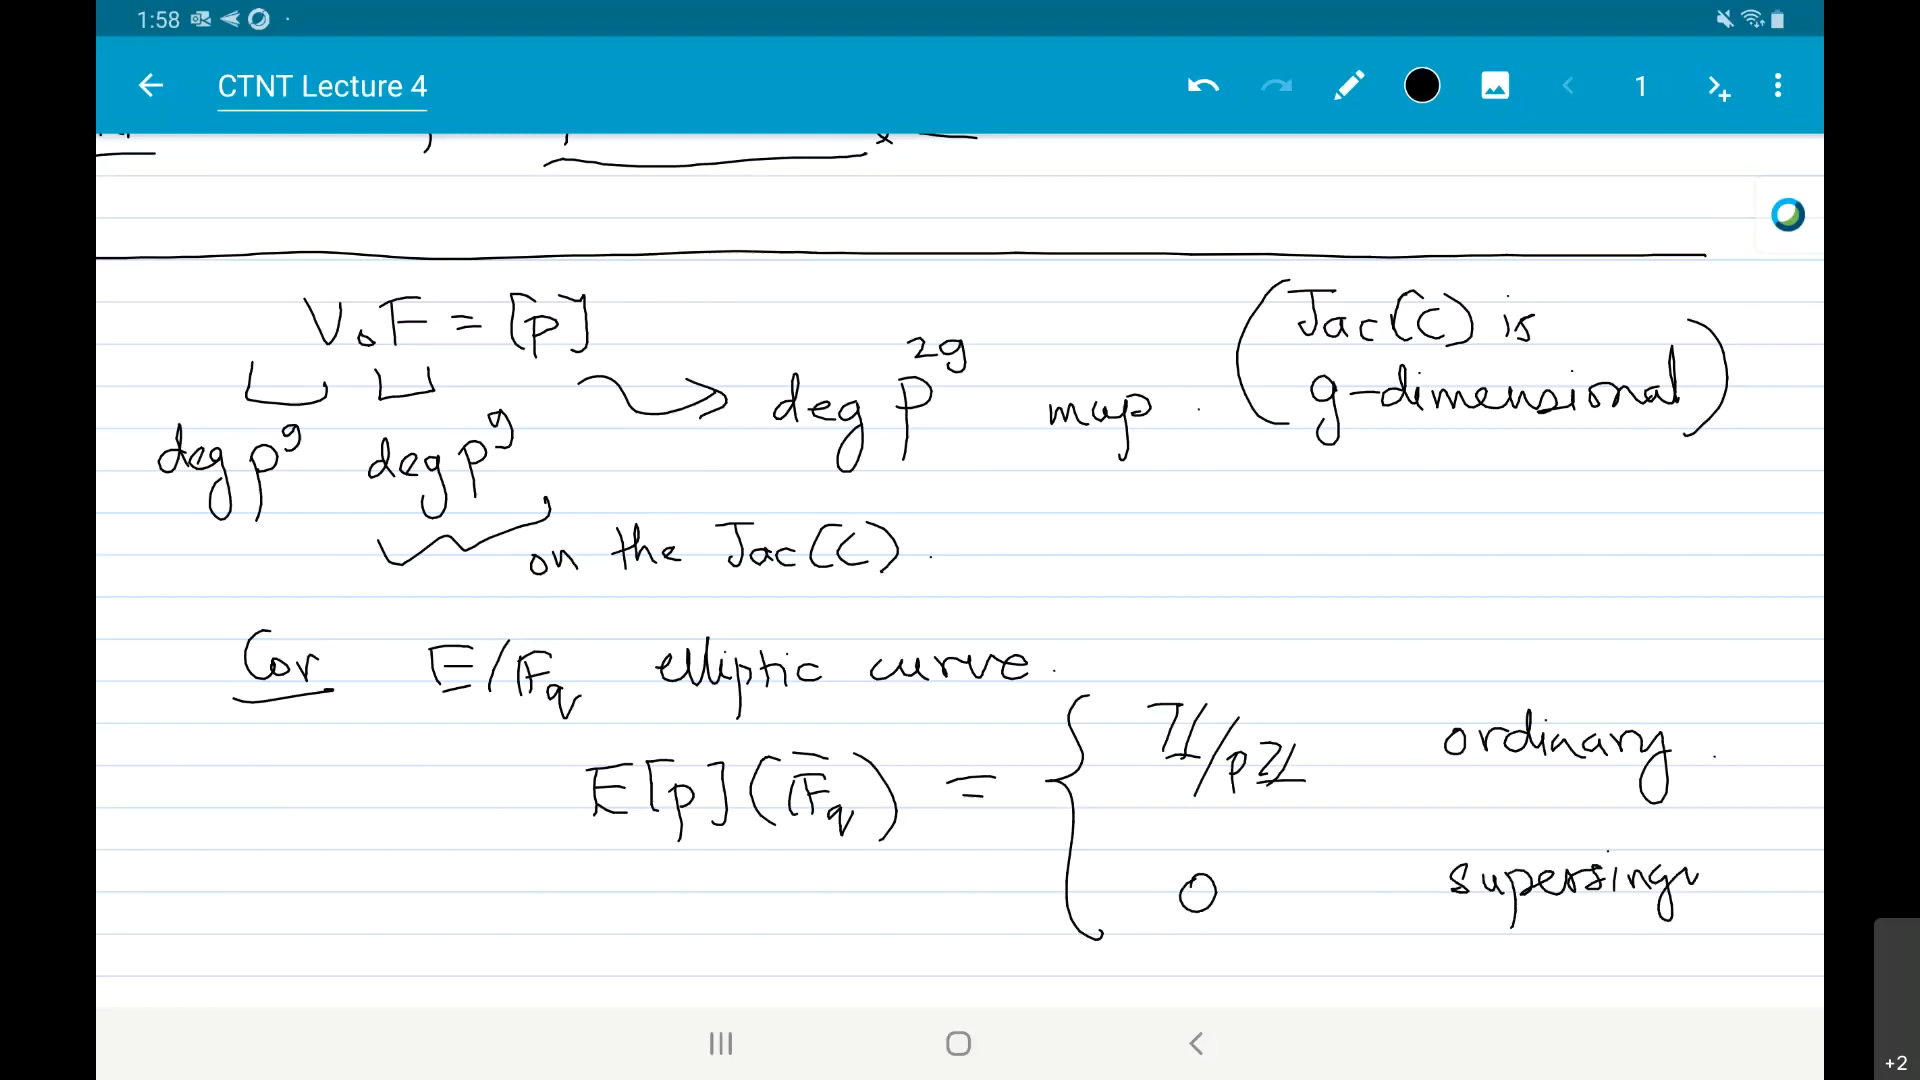 1:58
CTNT Lecture 4
1
V∘F = [p]
deg p^g deg p^g ⇝ deg p^{2g} map. (Jac(C) is
g-dimensional)
on the Jac(C).
Cor E/𝔽_q elliptic curve.
E[p](𝔽̄_q) = { ℤ/pℤ ordinary.
0 supersingu
+2